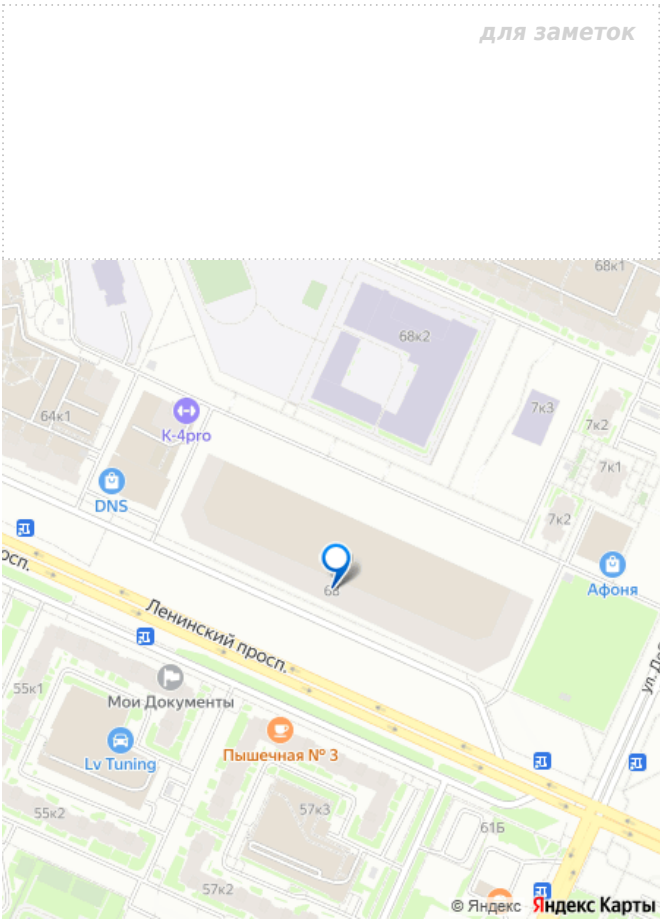 для заметок
68к1
68к2
64к1
К-4pro
7к3
7к2
7к1
DNS
7к2
Афоня
просп.
68
Ленинский просп.
55к1
Мои Документы
Lv Tuning
Пышечная № 3
55к2
57к3
61Б
57к2
© Яндекс Яндекс Карты